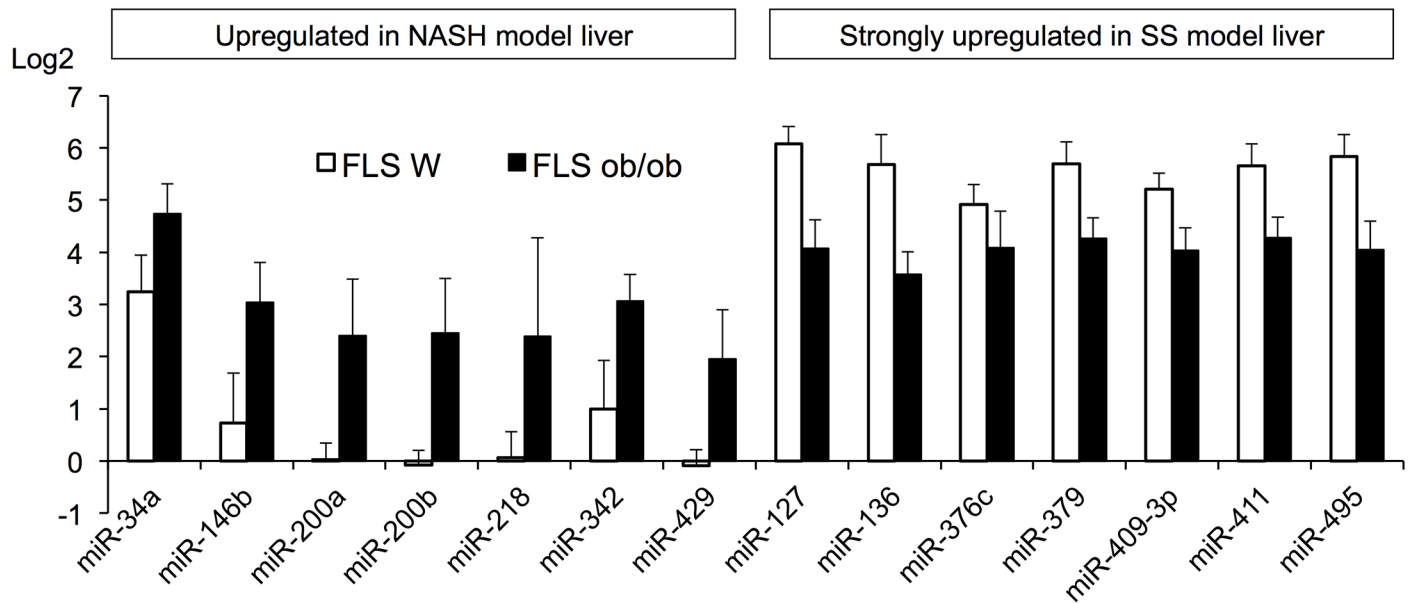 Upregulated in NASH model liver
Strongly upregulated in SS model liver
Log2
7
6
5
4
3
2
1
0
-1
FLS W
FLS ob/ob
miR-34a
miR-146b
miR-200a
miR-200b
miR-218
miR-342
miR-429
miR-127
miR-136
miR-376c
miR-379
miR-409-3p
miR-411
miR-495